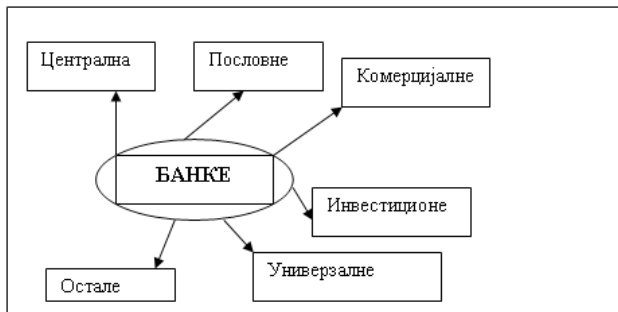 Централна
Пословне
Комерцијалне
БАНКЕ
Инвестиционе
Универзалне
Остале